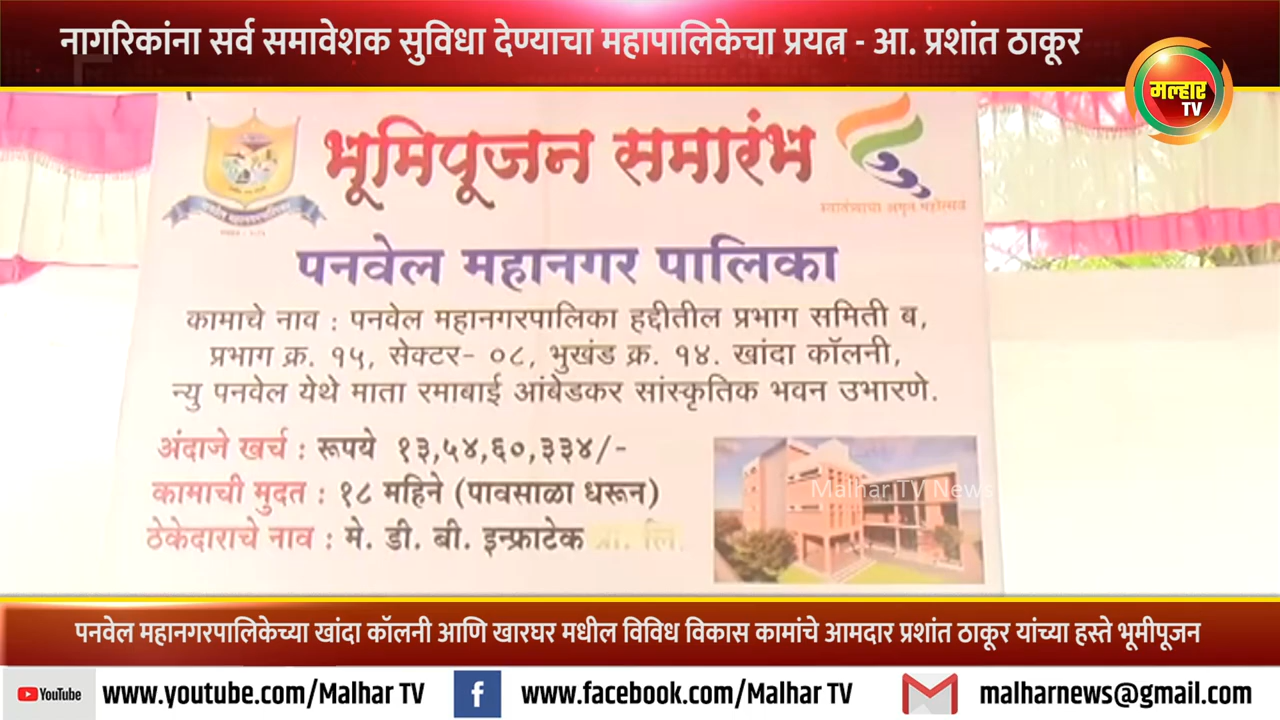 नागरिकांना सर्व समावेशक सुविधा देण्याचा महापालिकेचा प्रयत्न - आ. प्रशांत ठाकूर
मल्हार
TV
भूमिपूजन समारंभ
स्वातंत्र्याचा अमृत महोत्सव
पनवेल महानगर पालिका
कामाचे नाव : पनवेल महानगरपालिका हद्दीतील प्रभाग समिती ब,
प्रभाग क्र. १५, सेक्टर- ०८, भुखंड क्र. १४. खांदा कॉलनी,
न्यु पनवेल येथे माता रमाबाई आंबेडकर सांस्कृतिक भवन उभारणे.
अंदाजे खर्च : रूपये १३,५४,६०,३३४/-
कामाची मुदत : १८ महिने (पावसाळा धरून)
ठेकेदाराचे नाव : मे. डी. बी. इन्फ्राटेक प्रा. लि.
Malhar TV News
पनवेल महानगरपालिकेच्या खांदा कॉलनी आणि खारघर मधील विविध विकास कामांचे आमदार प्रशांत ठाकूर यांच्या हस्ते भूमीपूजन
YouTube www.youtube.com/Malhar TV www.facebook.com/Malhar TV malharnews@gmail.com